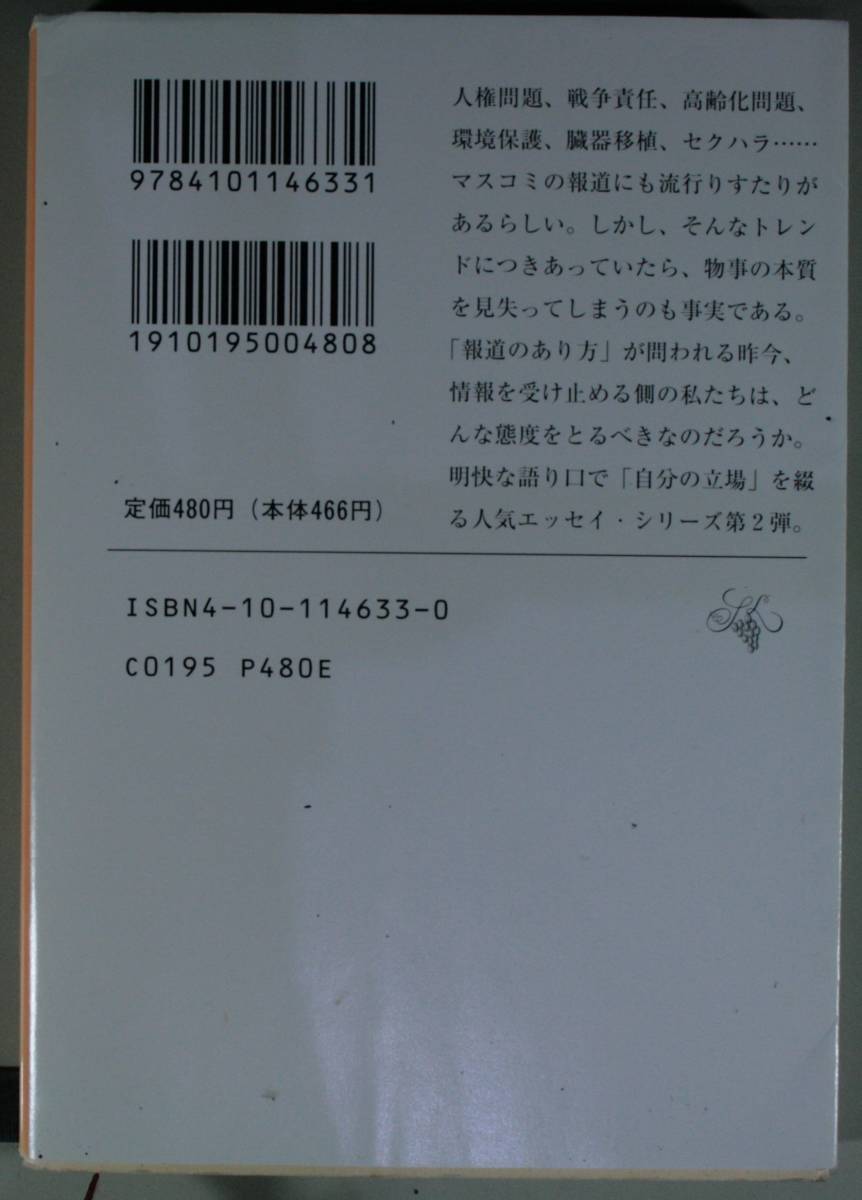 9784101146331
1910195004808
定価480円（本体466円）
人権問題、戦争責任、高齢化問題、
環境保護、臓器移植、セクハラ……
マスコミの報道にも流行りすたりが
あるらしい。しかし、そんなトレン
ドにつきあっていたら、物事の本質
を見失ってしまうのも事実である。
「報道のあり方」が問われる昨今、
情報を受け止める側の私たちは、ど
んな態度をとるべきなのだろうか。
明快な語り口で「自分の立場」を綴
る人気エッセイ・シリーズ第2弾。
ISBN4-10-114633-0
C0195 P480E